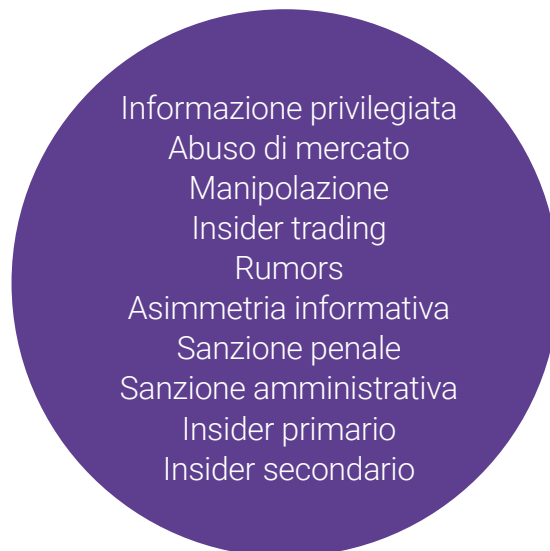 Informazione privilegiata
Abuso di mercato
Manipolazione
Insider trading
Rumors
Asimmetria informativa
Sanzione penale
Sanzione amministrativa
Insider primario
Insider secondario